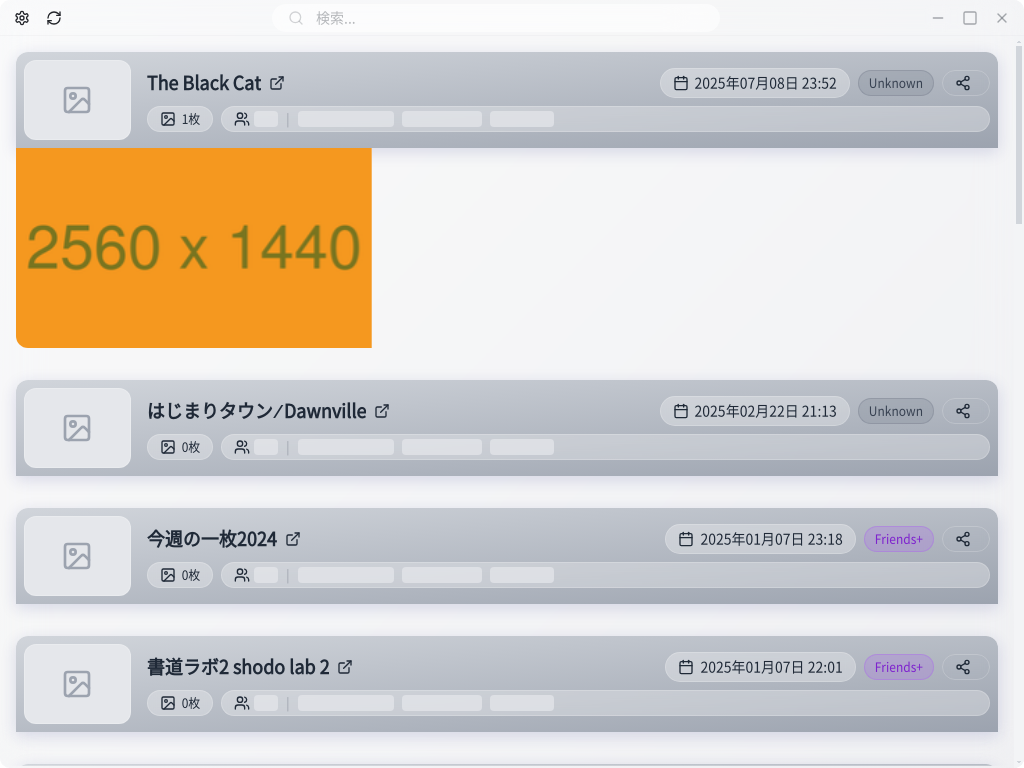 検索...
The Black Cat
2025年07月08日 23:52
Unknown
1枚
2560 x 1440
はじまりタウン⁄Dawnville
2025年02月22日 21:13
Unknown
0枚
今週の一枚2024
2025年01月07日 23:18
Friends+
0枚
書道ラボ2 shodo lab 2
2025年01月07日 22:01
Friends+
0枚